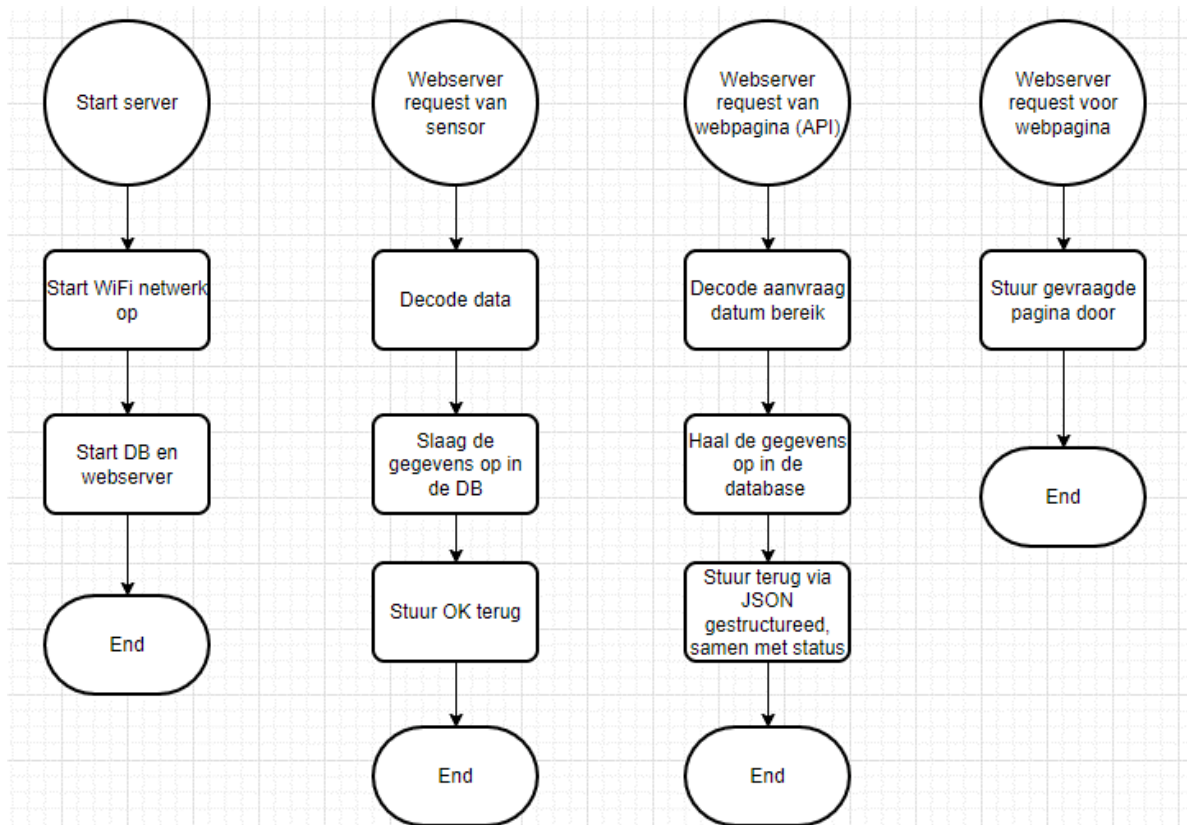 Start server
Start WiFi netwerk
op
Start DB en
webserver
End
Webserver
request van
sensor
Decode data
Slaag de
gegevens op in
de DB
Stuur OK terug
End
Webserver
request van
webpagina (API)
Decode aanvraag
datum bereik
Haal de gegevens
op in de
database
Stuur terug via
JSON
gestructureed,
samen met status
End
Webserver
request voor
webpagina
Stuur gevraagde
pagina door
End